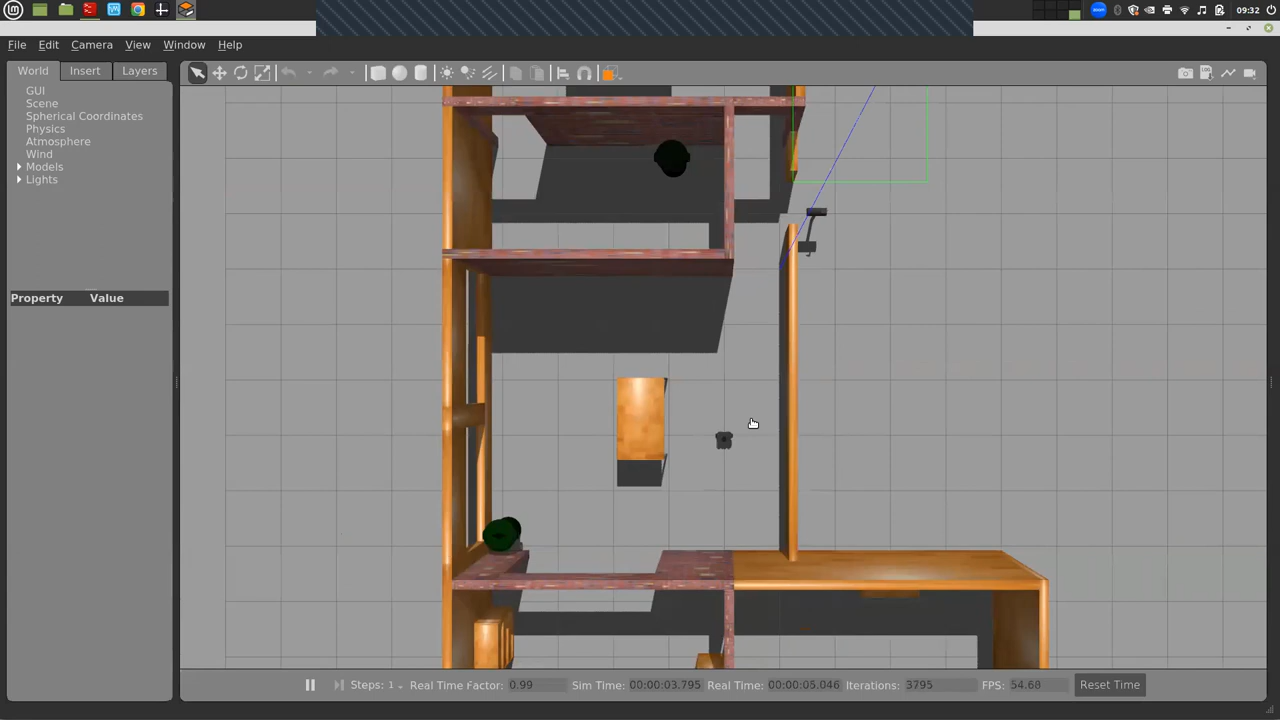 09:32
File Edit Camera View Window Help
World Insert Layers
GUI
Scene
Spherical Coordinates
Physics
Atmosphere
Wind
Models
Lights
Property Value
Steps: 1 Real Time Factor: 0.99 Sim Time: 00:00:03.795 Real Time: 00:00:05.046 Iterations: 3795 FPS: 54.68 Reset Time